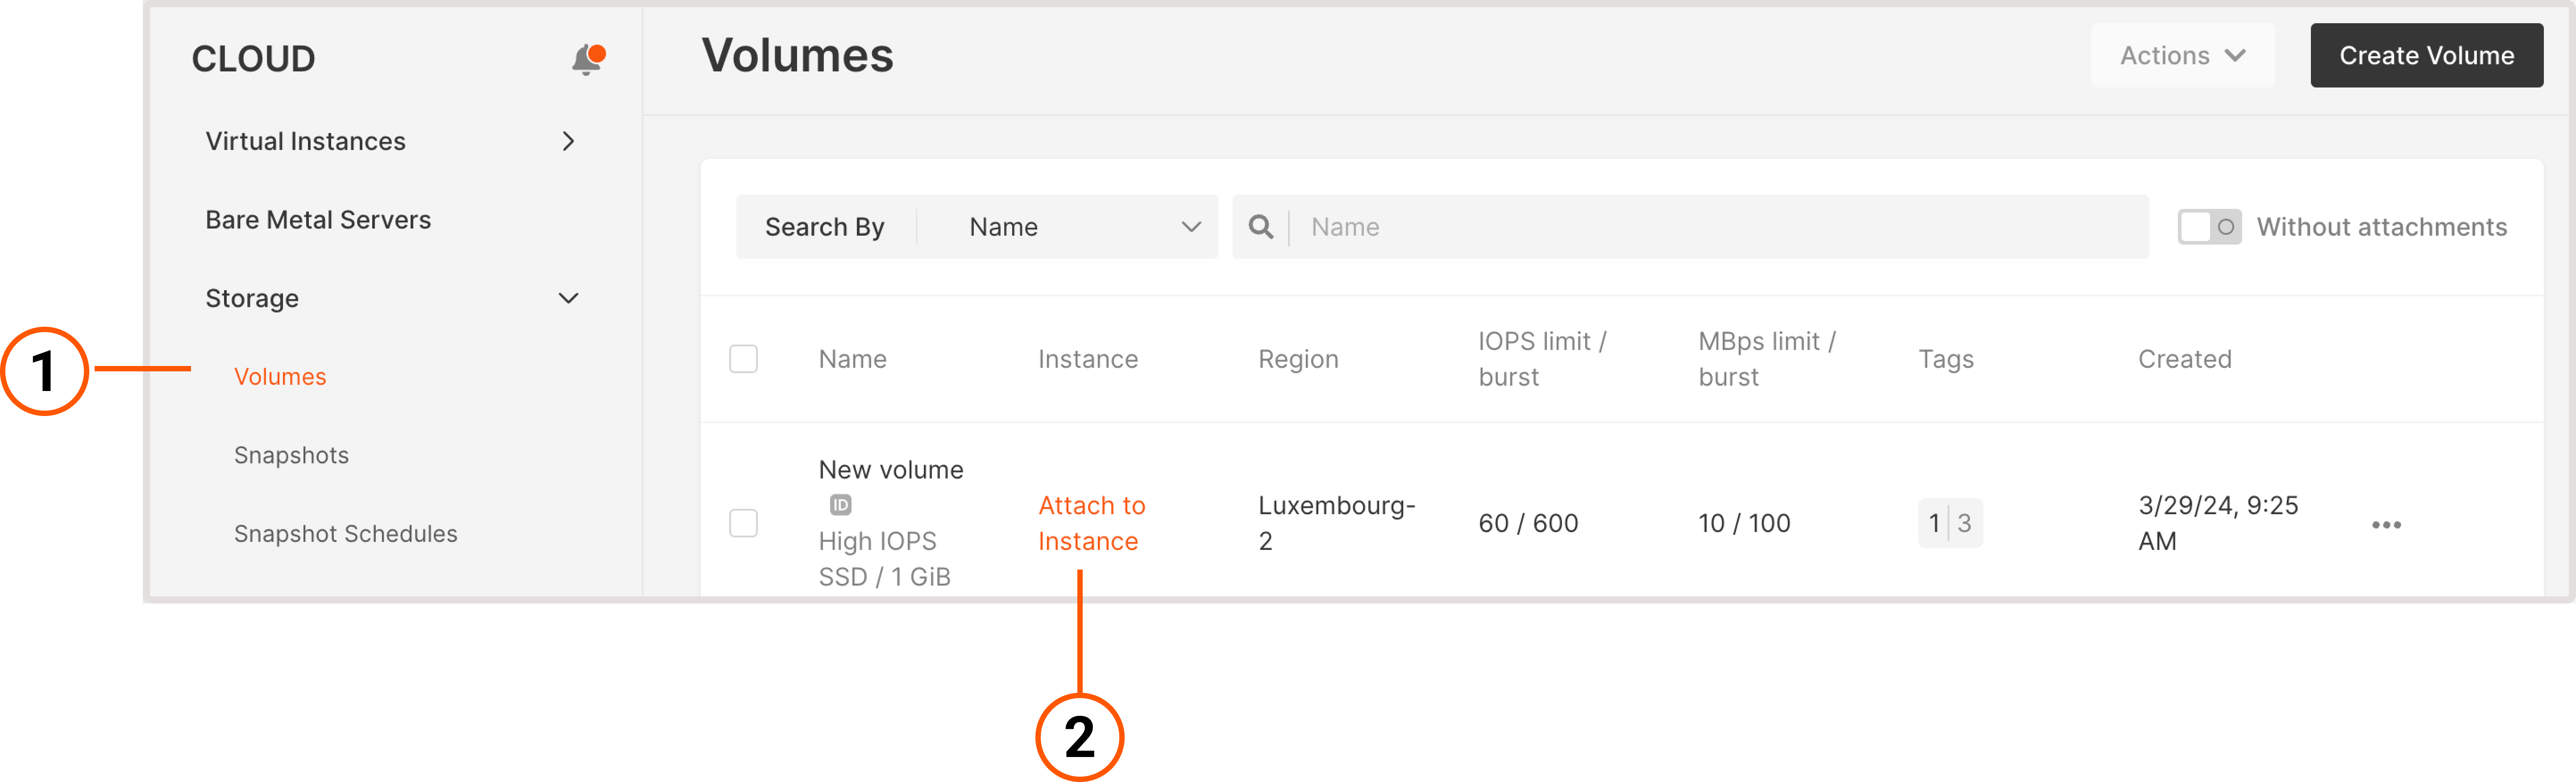 CLOUD
Virtual Instances
Bare Metal Servers
Storage
1
Volumes
Snapshots
Snapshot Schedules
Volumes
Actions
Create Volume
Search By
Name
Name
Without attachments
Name
Instance
Region
IOPS limit /
burst
MBps limit /
burst
Tags
Created
New volume
ID
High IOPS
SSD / 1 GiB
Attach to
Instance
Luxembourg-
2
60 / 600
10 / 100
1 3
3/29/24, 9:25
AM
2